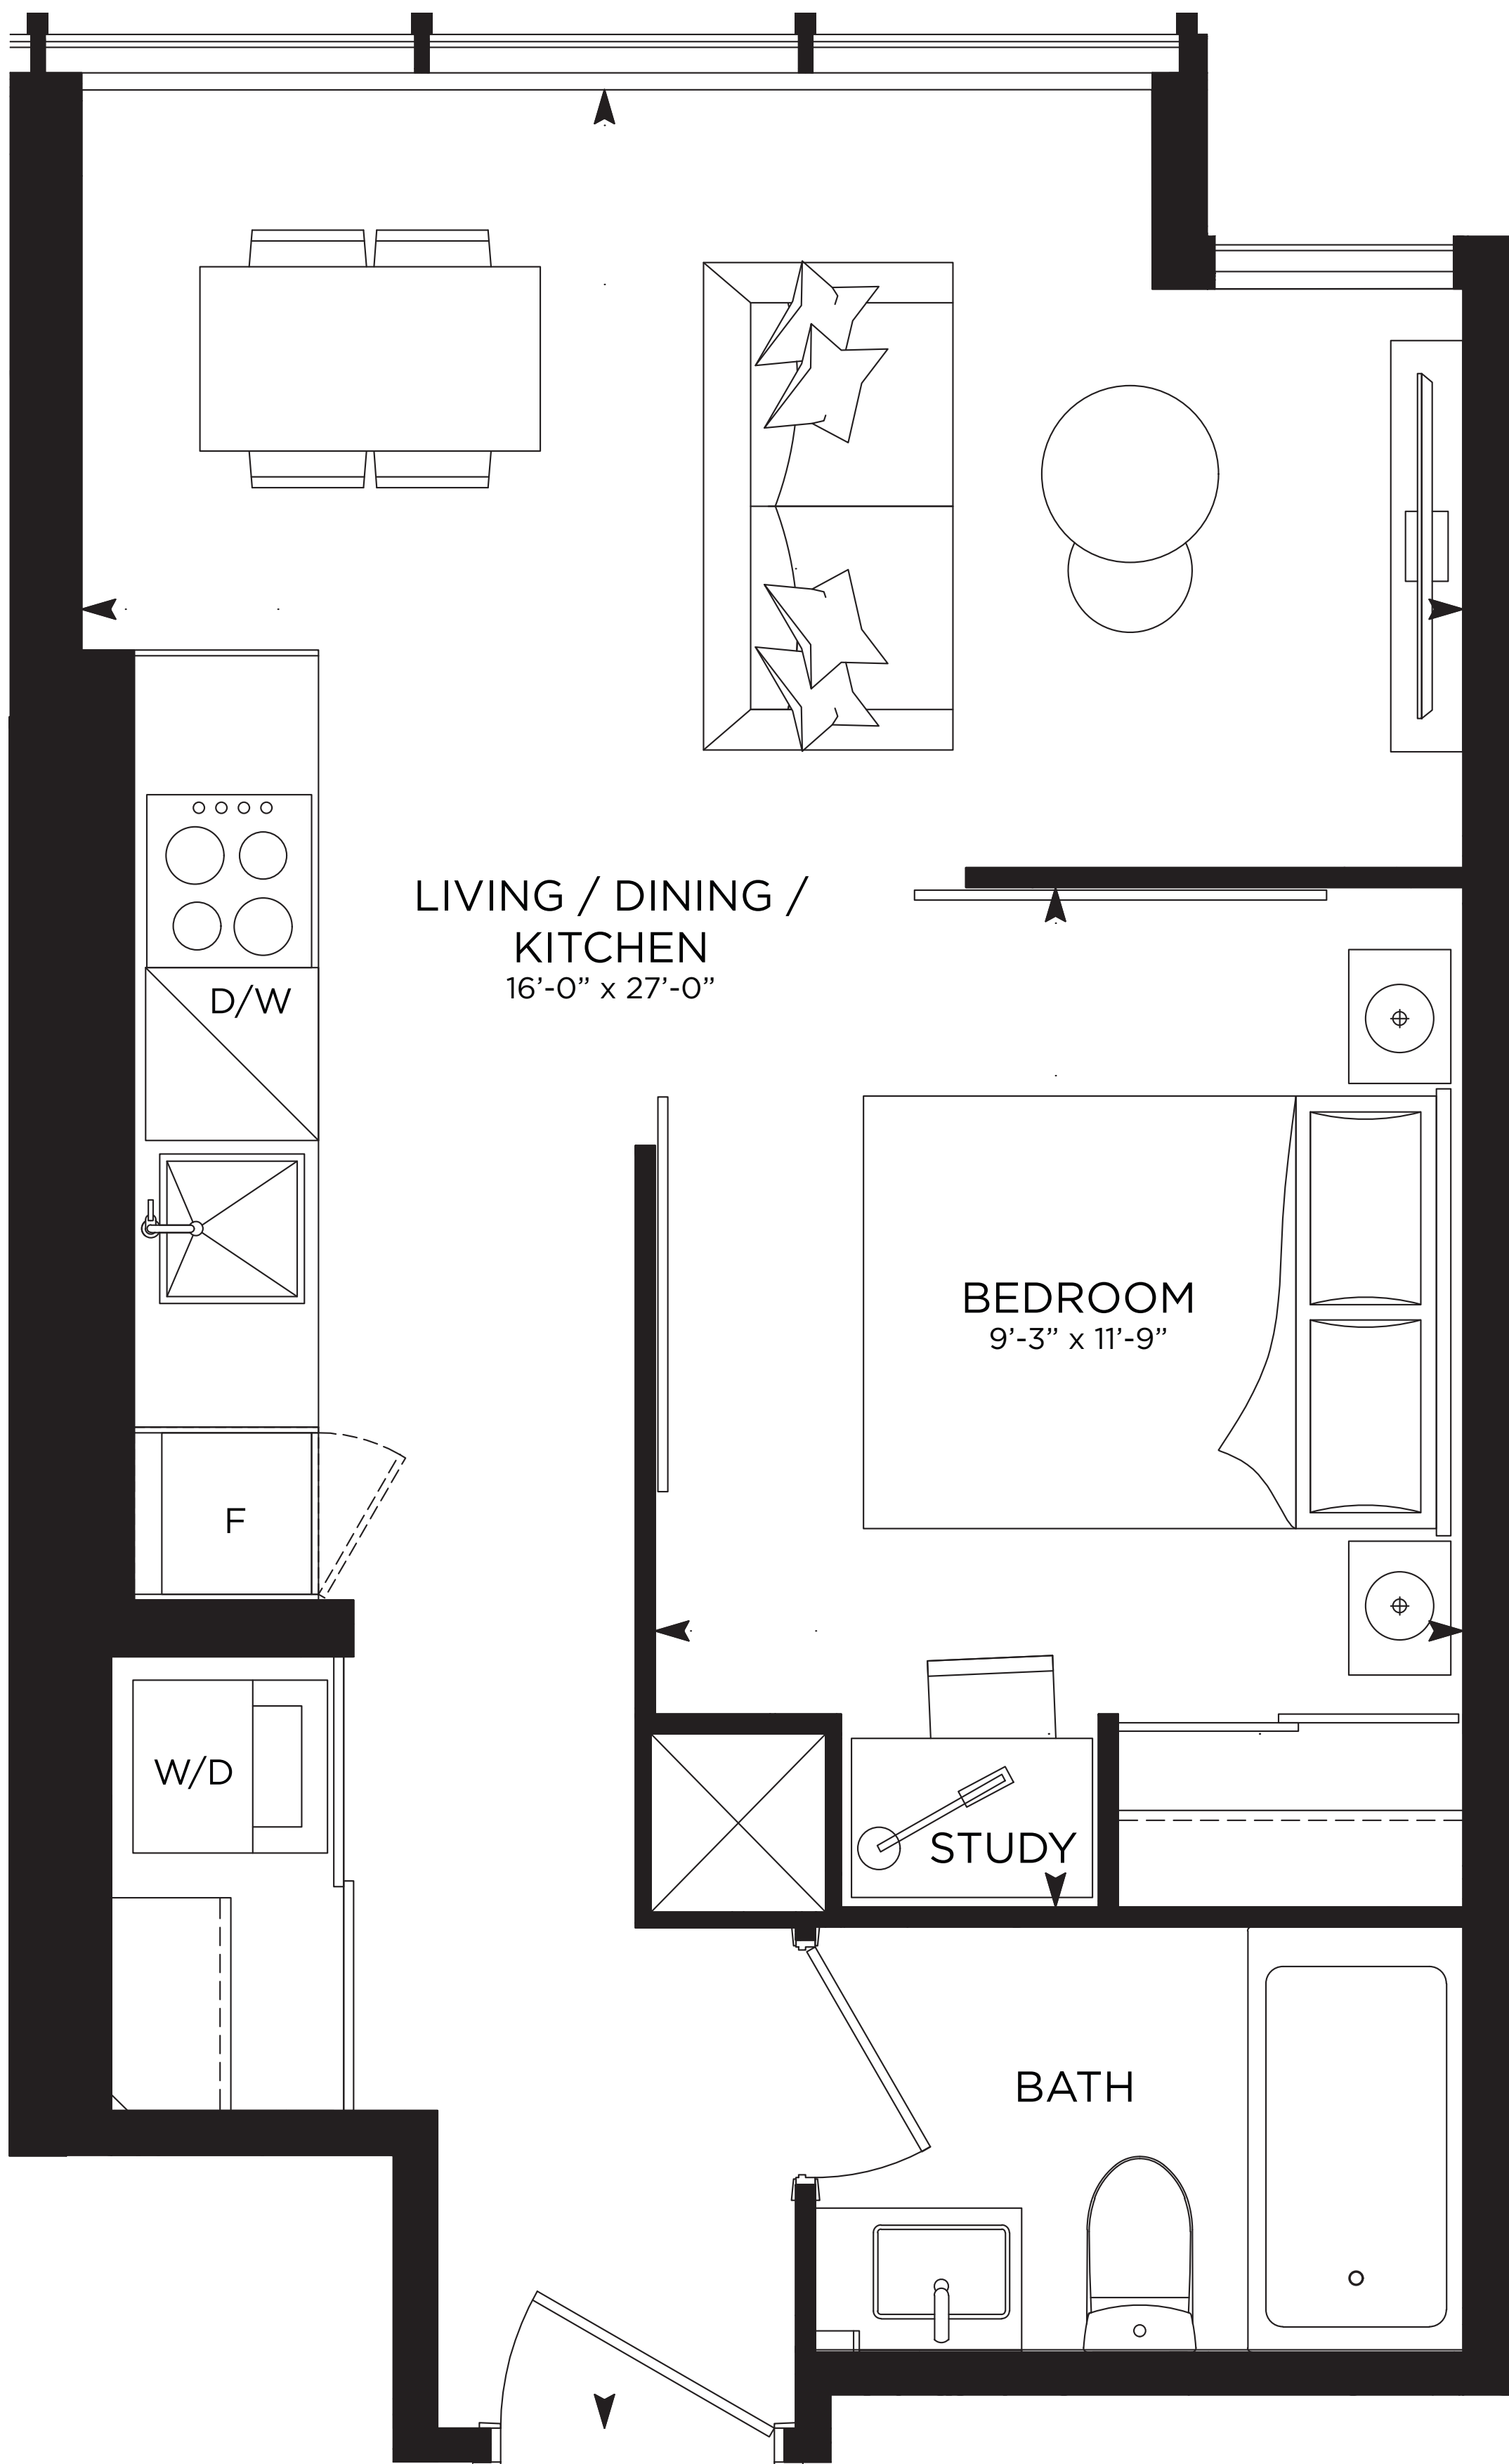 LIVING / DINING /
KITCHEN
16’-0” x 27’-0”
D/W
BEDROOM
9’-3” x 11’-9”
F
W/D
STUDY
BATH